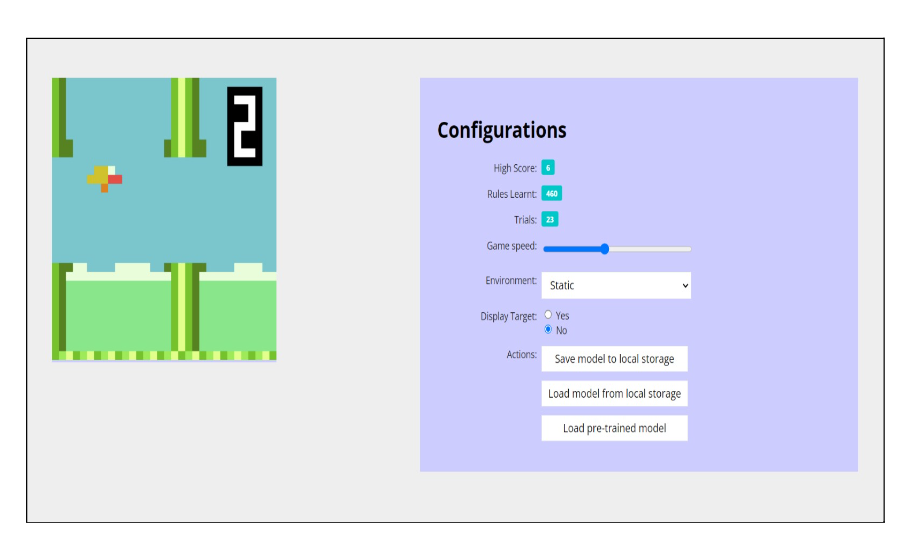 2
Configurations
High Score: 6
Rules Learnt: 460
Trials: 23
Game speed:
Environment: Static
Display Target: Yes
No
Actions: Save model to local storage
Load model from local storage
Load pre-trained model